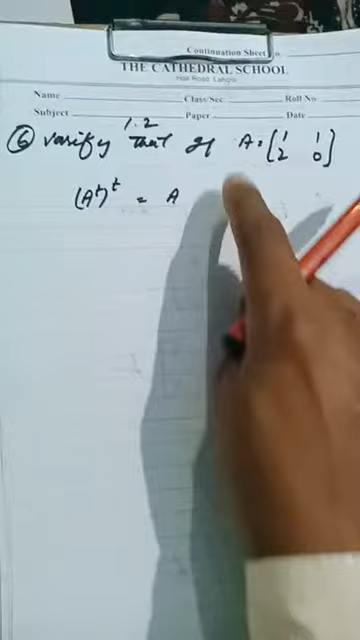 Continuation Sheet
THE CATHEDRAL SCHOOL
Hall Road, Lahore
Name Class/Sec Roll No
Subject Paper Date
1.2
6 varify that if A = [1 1
2 0]
(Aᵗ)ᵗ = A